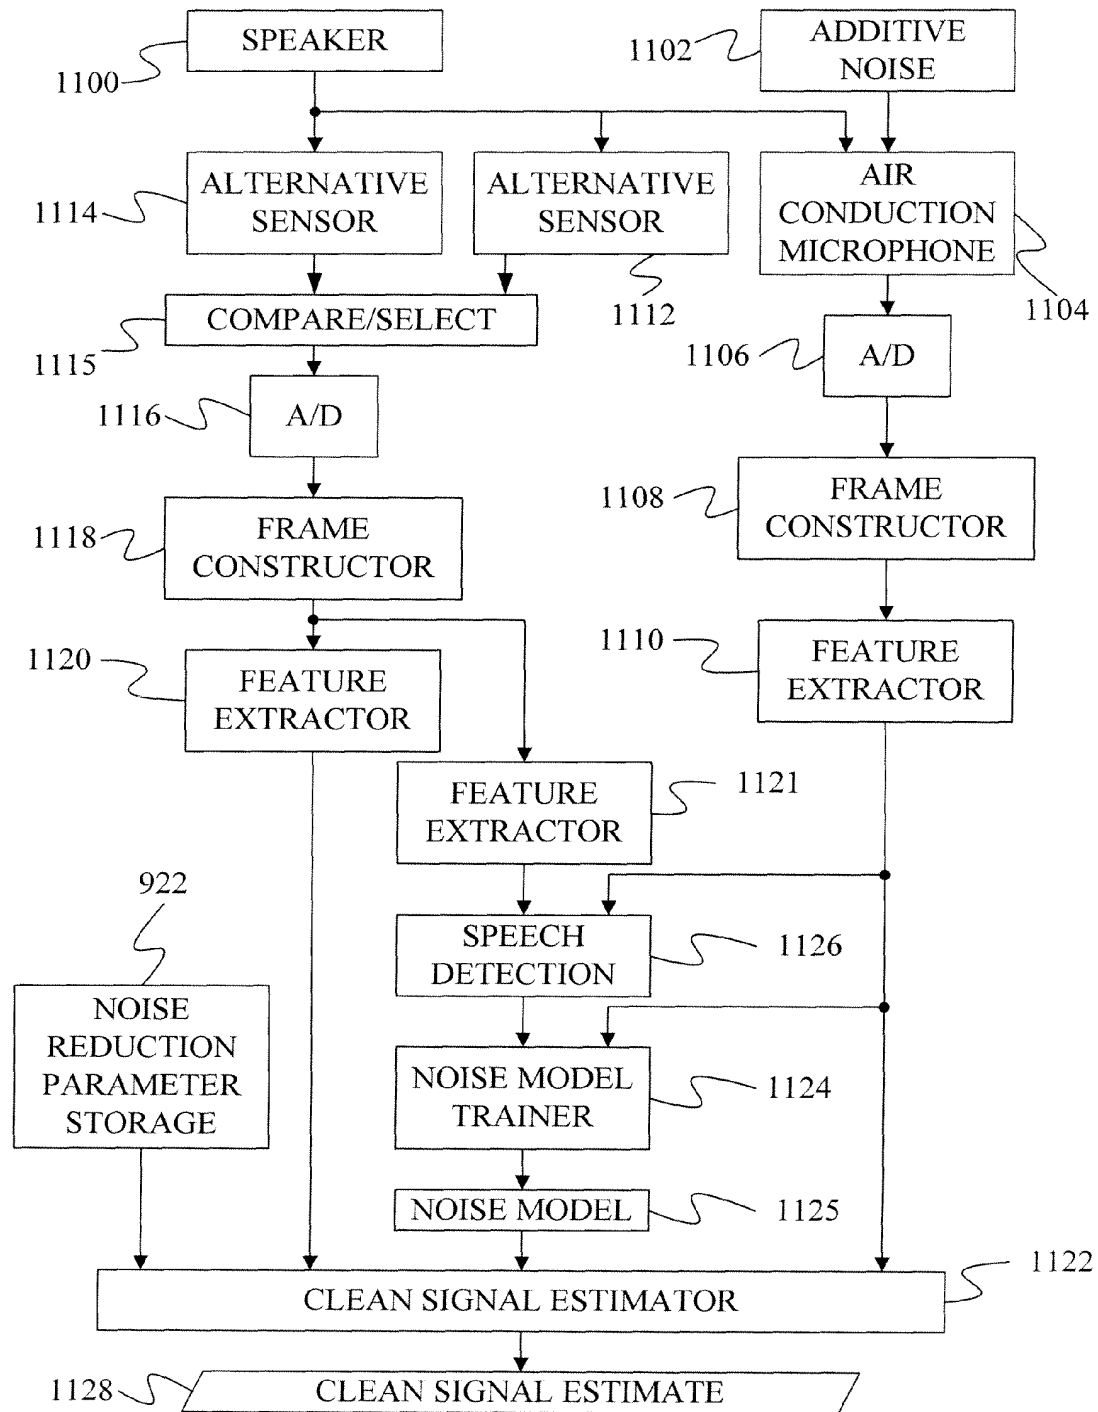 SPEAKER
1100
1102
ADDITIVE
NOISE
1114
ALTERNATIVE
SENSOR
ALTERNATIVE
SENSOR
1112
AIR
CONDUCTION
MICROPHONE
1104
COMPARE/SELECT
1115
1106
A/D
1116
A/D
1108
FRAME
CONSTRUCTOR
1118
FRAME
CONSTRUCTOR
1110
FEATURE
EXTRACTOR
1120
FEATURE
EXTRACTOR
FEATURE
EXTRACTOR
1121
922
SPEECH
DETECTION
1126
NOISE
REDUCTION
PARAMETER
STORAGE
NOISE MODEL
TRAINER
1124
NOISE MODEL
1125
CLEAN SIGNAL ESTIMATOR
1122
1128
CLEAN SIGNAL ESTIMATE